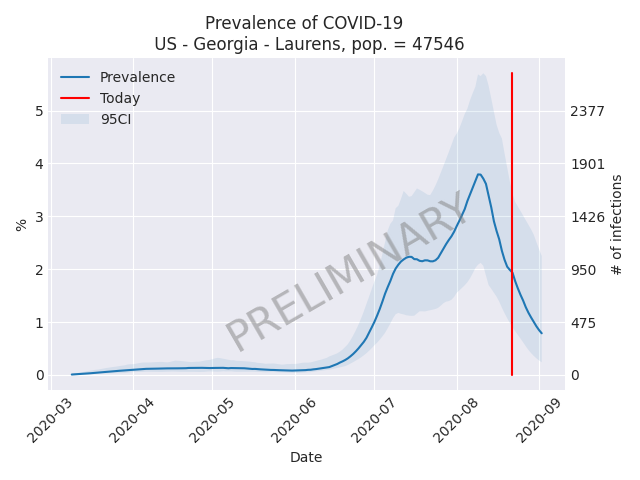 Prevalence of COVID-19
US - Georgia - Laurens, pop. = 47546
Prevalence
Today
95CI
PRELIMINARY
%
5
4
3
2
1
0
2377
1901
1426
950
475
0
# of infections
2020-03
2020-04
2020-05
2020-06
2020-07
2020-08
2020-09
Date